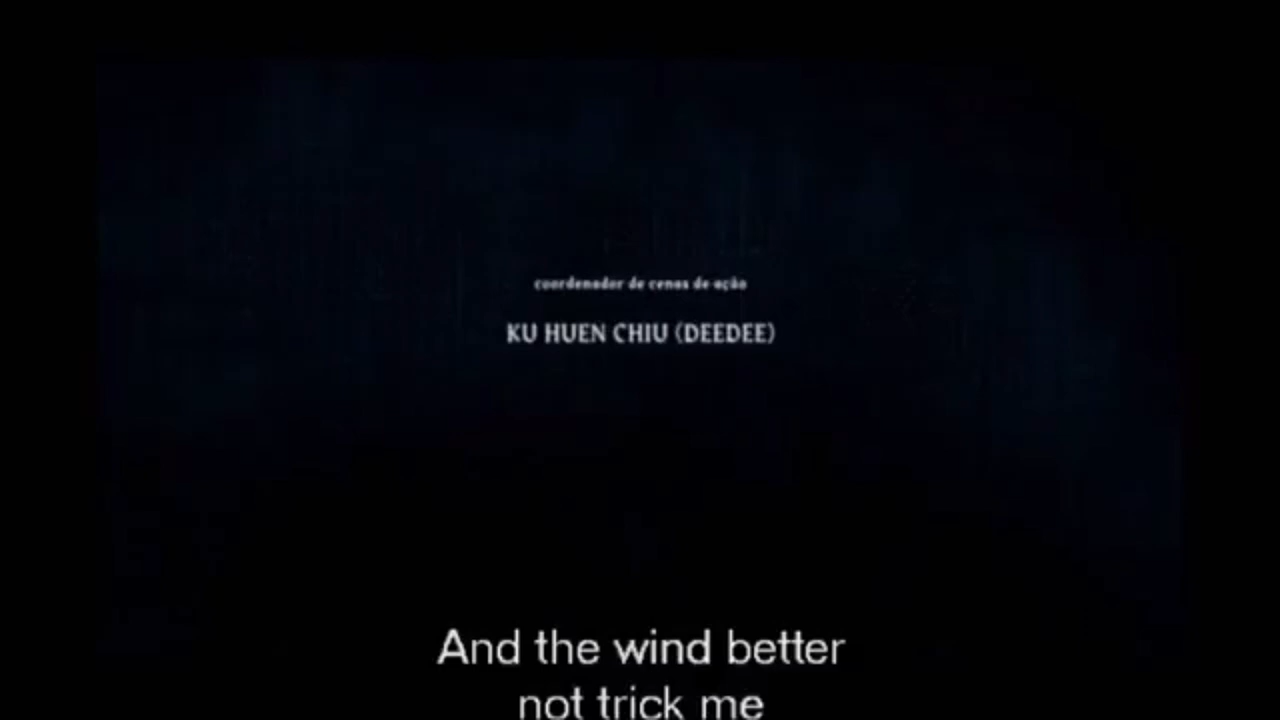 coordenador de cenas de ação
KU HUEN CHIU (DEEDEE)
And the wind better
not trick me